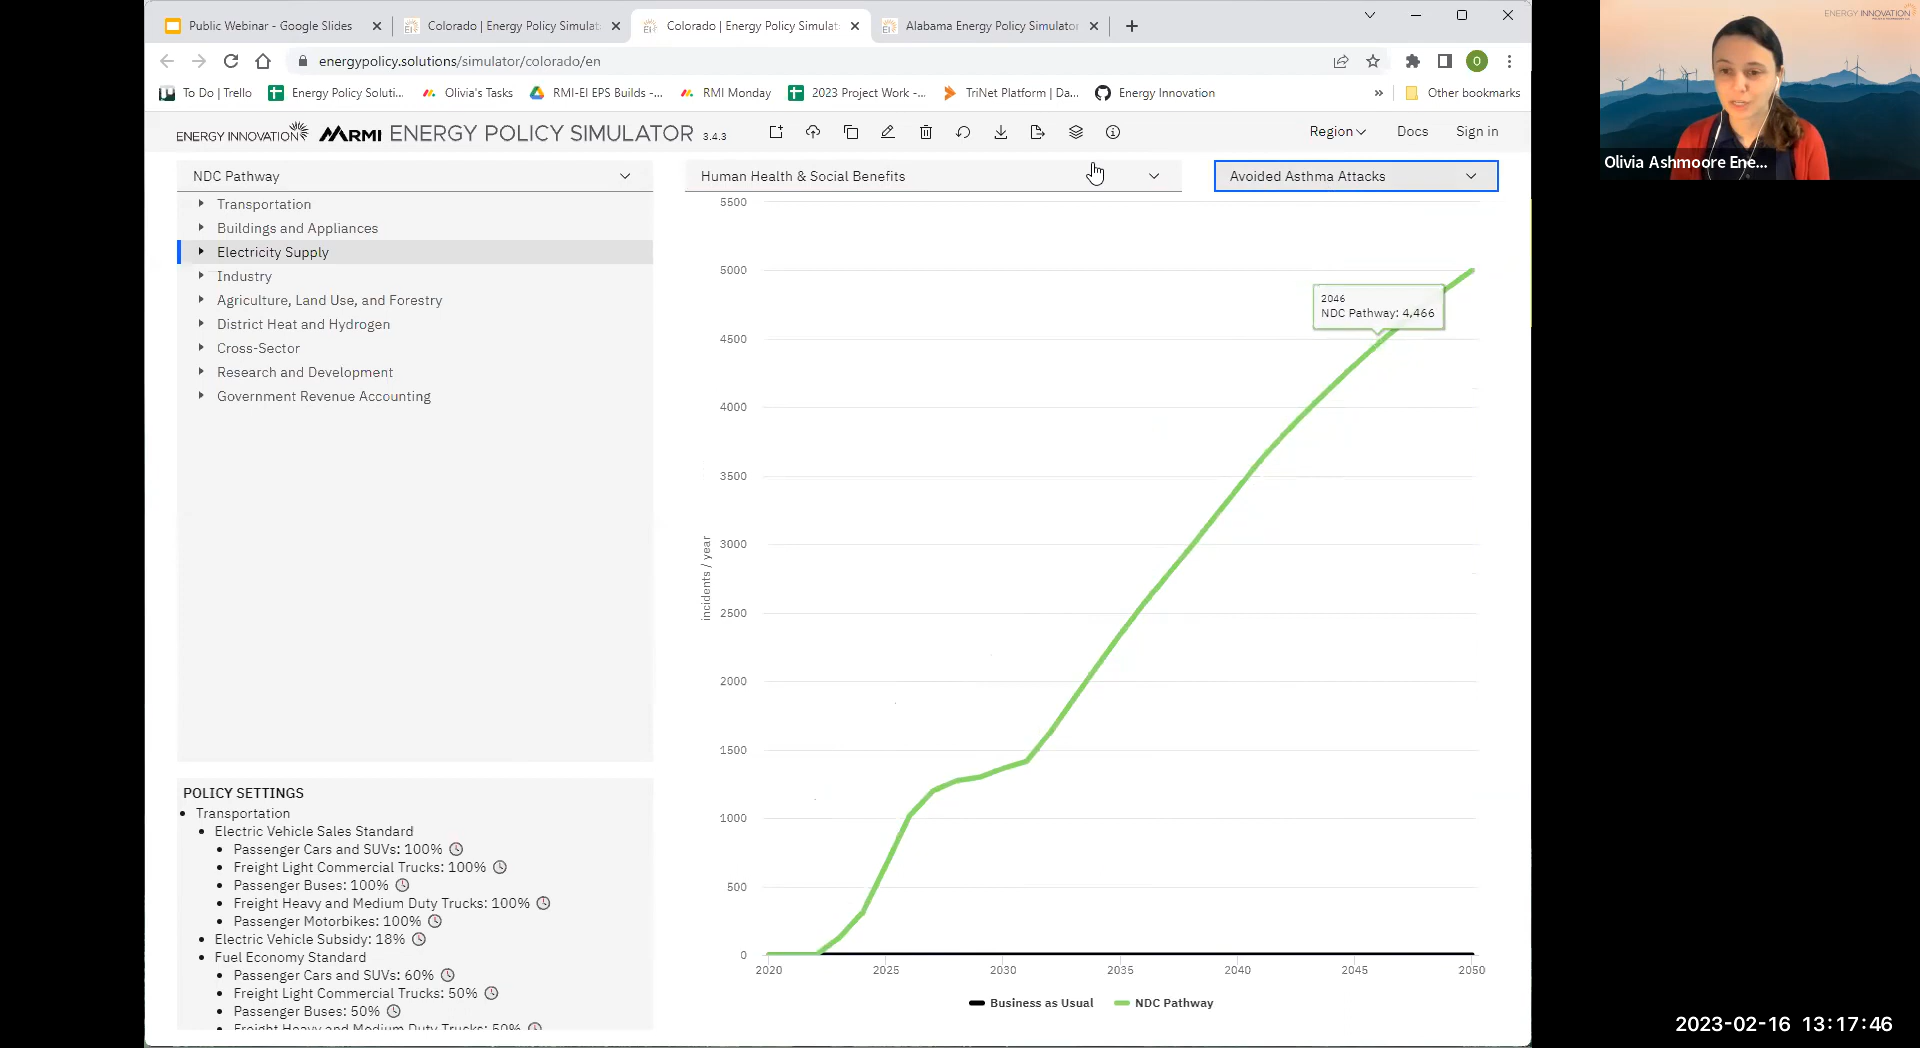 Public Webinar - Google Slides
Colorado | Energy Policy Simulat
Colorado | Energy Policy Simulat
Alabama Energy Policy Simulator
energypolicy.solutions/simulator/colorado/en
O
To Do | Trello
Energy Policy Soluti...
Olivia's Tasks
RMI-EI EPS Builds -...
RMI Monday
2023 Project Work -...
TriNet Platform | Da...
Energy Innovation
»
Other bookmarks
ENERGY INNOVATION RMI ENERGY POLICY SIMULATOR 3.4.3
Region
Docs
Sign in
NDC Pathway
Human Health & Social Benefits
Avoided Asthma Attacks
Transportation
Buildings and Appliances
Electricity Supply
Industry
Agriculture, Land Use, and Forestry
District Heat and Hydrogen
Cross-Sector
Research and Development
Government Revenue Accounting
POLICY SETTINGS
• Transportation
• Electric Vehicle Sales Standard
• Passenger Cars and SUVs: 100%
• Freight Light Commercial Trucks: 100%
• Passenger Buses: 100%
• Freight Heavy and Medium Duty Trucks: 100%
• Passenger Motorbikes: 100%
• Electric Vehicle Subsidy: 18%
• Fuel Economy Standard
• Passenger Cars and SUVs: 60%
• Freight Light Commercial Trucks: 50%
• Passenger Buses: 50%
• Freight Heavy and Medium Duty Trucks: 50%
incidents / year
5500
5000
4500
4000
3500
3000
2500
2000
1500
1000
500
0
2020
2025
2030
2035
2040
2045
2050
2046
NDC Pathway: 4,466
Business as Usual
NDC Pathway
ENERGY INNOVATION
Olivia Ashmoore Ene...
2023-02-16 13:17:46